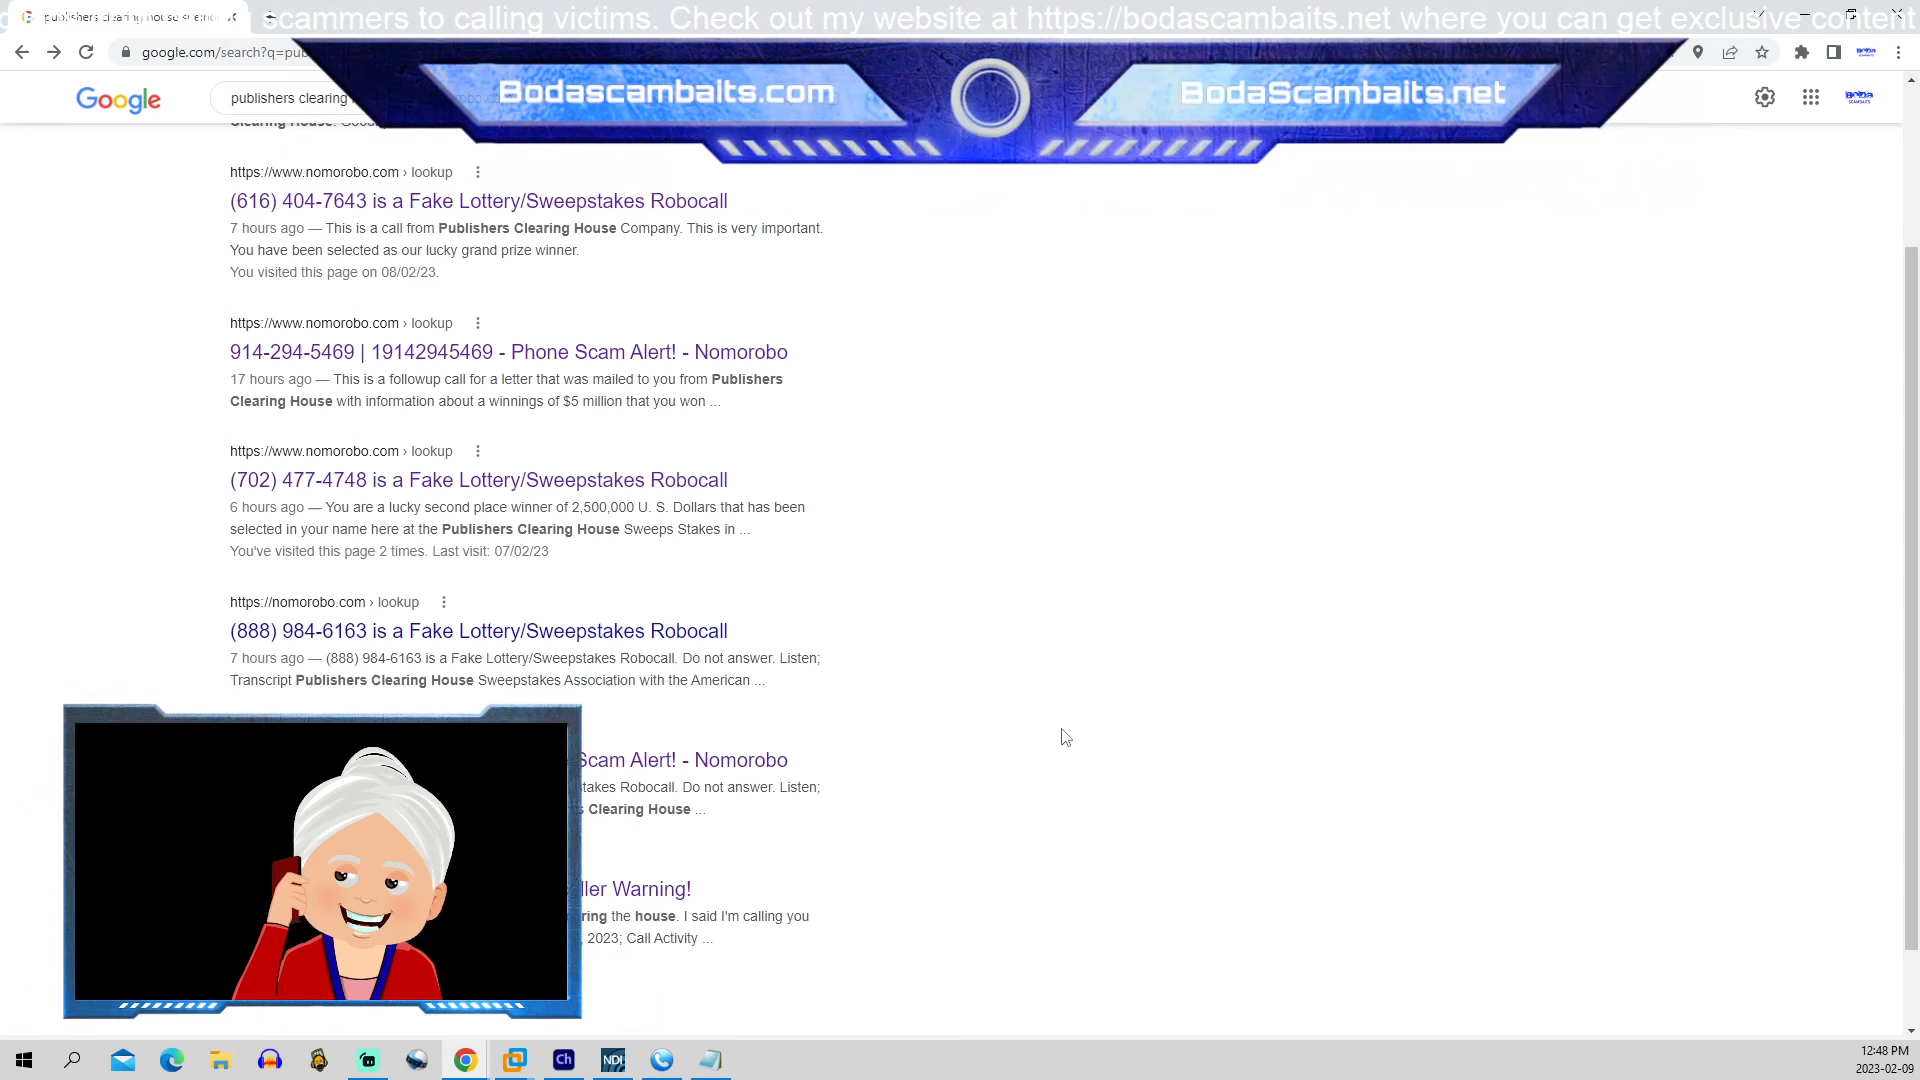 scammers to calling victims. Check out my website at https://bodascambaits.net where you can get exclusive content
publishers clearing house
google.com/search?q=pub
Bodascambaits.com
BodaScambaits.net
Google
publishers clearing
Clearing House.
https://www.nomorobo.com › lookup
(616) 404-7643 is a Fake Lottery/Sweepstakes Robocall
7 hours ago — This is a call from Publishers Clearing House Company. This is very important.
You have been selected as our lucky grand prize winner.
You visited this page on 08/02/23.
https://www.nomorobo.com › lookup
914-294-5469 | 19142945469 - Phone Scam Alert! - Nomorobo
17 hours ago — This is a followup call for a letter that was mailed to you from Publishers
Clearing House with information about a winnings of $5 million that you won ...
https://www.nomorobo.com › lookup
(702) 477-4748 is a Fake Lottery/Sweepstakes Robocall
6 hours ago — You are a lucky second place winner of 2,500,000 U. S. Dollars that has been
selected in your name here at the Publishers Clearing House Sweeps Stakes in ...
You've visited this page 2 times. Last visit: 07/02/23
https://nomorobo.com › lookup
(888) 984-6163 is a Fake Lottery/Sweepstakes Robocall
7 hours ago — (888) 984-6163 is a Fake Lottery/Sweepstakes Robocall. Do not answer. Listen;
Transcript Publishers Clearing House Sweepstakes Association with the American ...
Scam Alert! - Nomorobo
stakes Robocall. Do not answer. Listen;
Clearing House ...
ller Warning!
ring the house. I said I'm calling you
, 2023; Call Activity ...
Ch
NDI
12:48 PM
2023-02-09